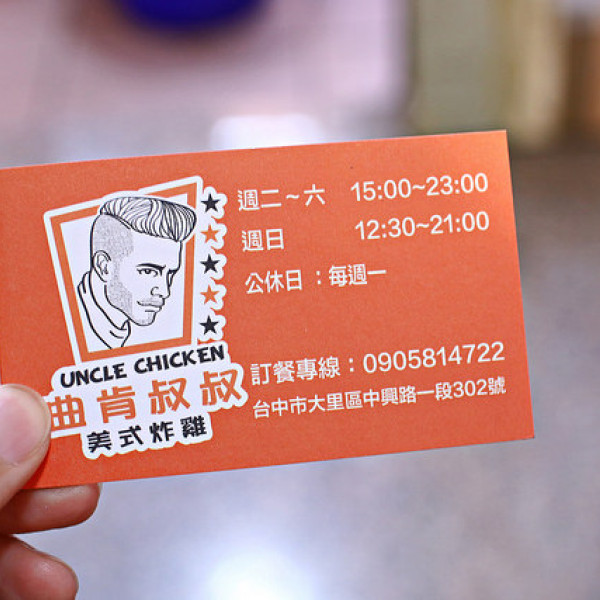 週二~六 15:00~23:00
週日 12:30~21:00
公休日:每週一
訂餐專線:0905814722
台中市大里區中興路一段302號
UNCLE CHICKEN
曲肯叔叔
美式炸雞